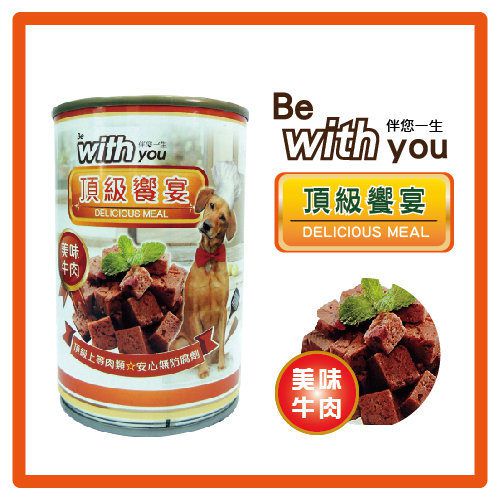 Be
with 伴您一生
you
頂級饗宴
DELICIOUS MEAL
美味
牛肉
頂級上等肉類☆安心無防腐劑
Be
with 伴您一生
you
頂級饗宴
DELICIOUS MEAL
美味
牛肉